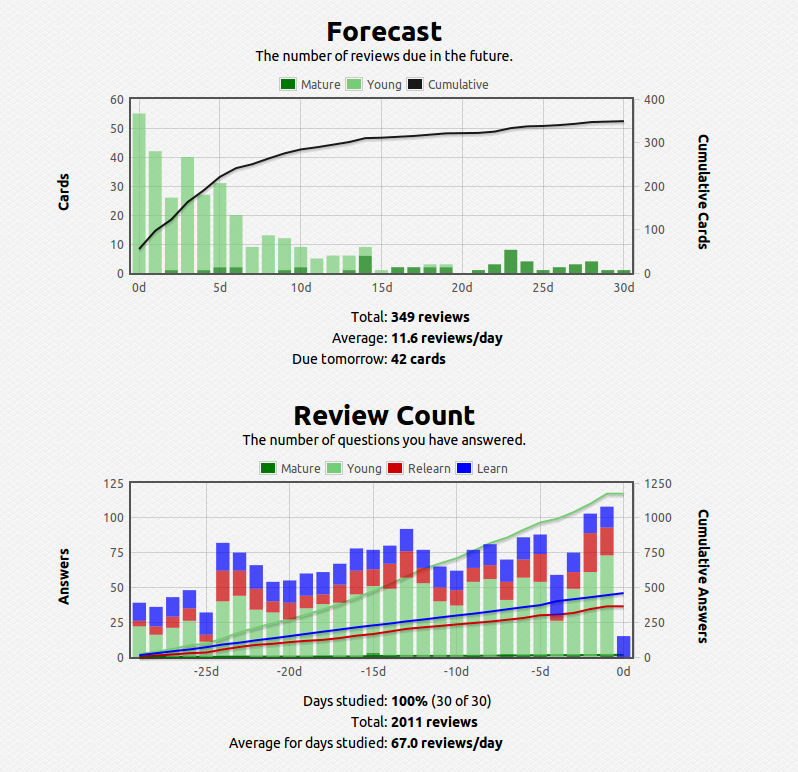 Forecast
The number of reviews due in the future.
Mature Young Cumulative
60 400
50
40 300
30 200
20
10 100
0 0
Cards
Cumulative Cards
0d 5d 10d 15d 20d 25d 30d
Total: 349 reviews
Average: 11.6 reviews/day
Due tomorrow: 42 cards
Review Count
The number of questions you have answered.
Mature Young Relearn Learn
125 1250
100 1000
75 750
50 500
25 250
0 0
Answers
Cumulative Answers
-25d -20d -15d -10d -5d 0d
Days studied: 100% (30 of 30)
Total: 2011 reviews
Average for days studied: 67.0 reviews/day